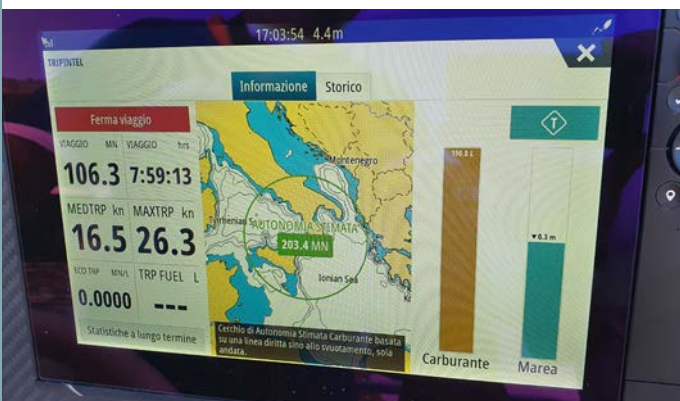 17:03:54 4.4m
TRIPINTEL
Informazione Storico
Ferma viaggio
VIAGGIO MN VIAGGIO hrs
106.3 7:59:13
MEDTRP kn MAXTRP kn
16.5 26.3
ECO TRP MN/L TRP FUEL L
0.0000 ---
Statistiche a lungo termine
Montenegro
Tyrrhenian
AUTONOMIA STIMATA
203.4 MN
Ionian Sea
Cerchio di Autonomia Stimata Carburante basata
su una linea diritta sino allo svuotamento, sola
andata.
T
▼0.3 m
Carburante Marea